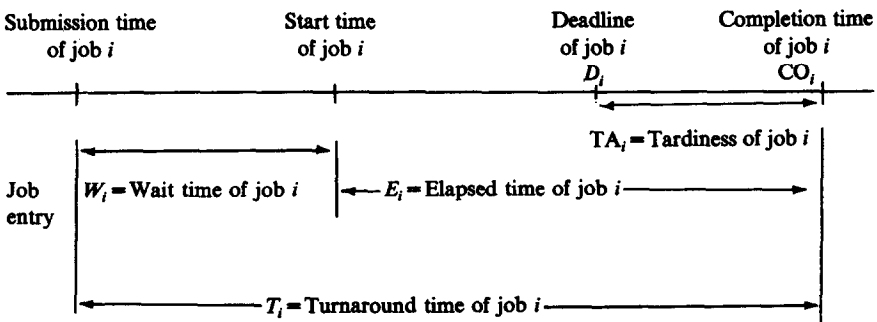 Submission time
of job i
Start time
of job i
Deadline
of job i
D_i
Completion time
of job i
CO_i
TA_i = Tardiness of job i
Job
entry
W_i = Wait time of job i
E_i = Elapsed time of job i
T_i = Turnaround time of job i